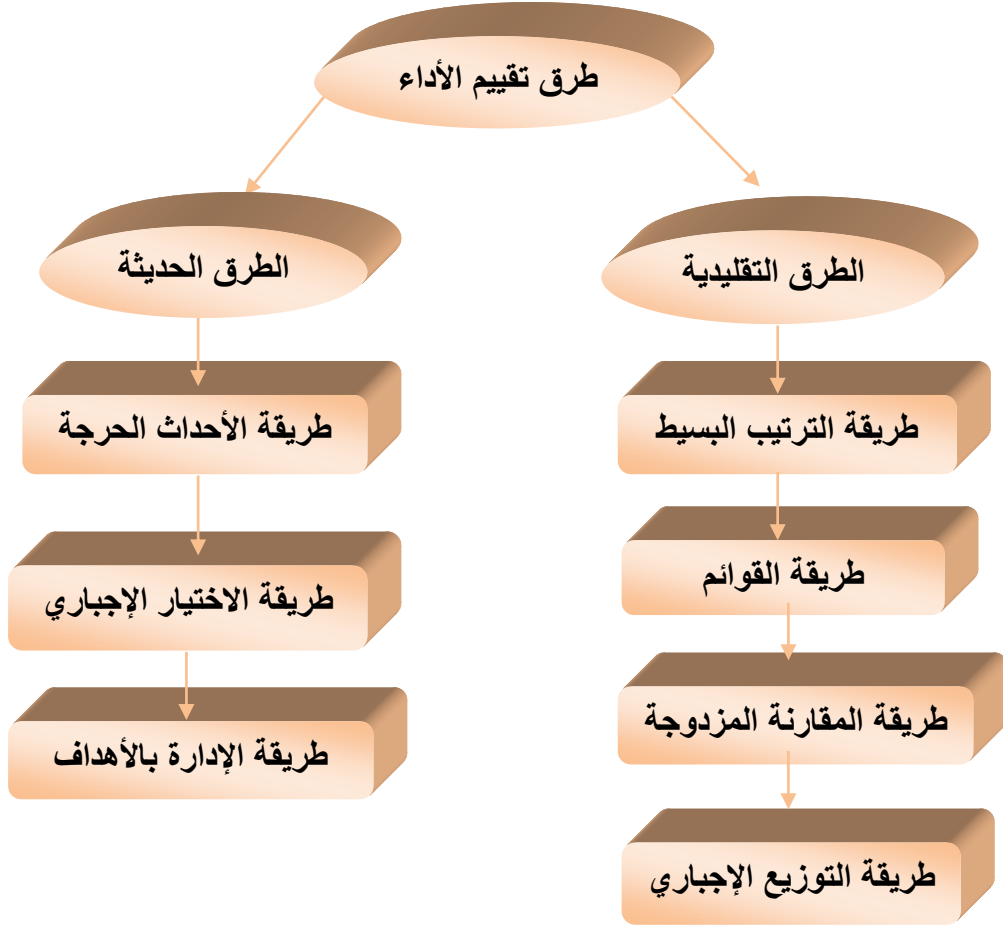 طرق تقييم الأداء
الطرق التقليدية
الطرق الحديثة
طريقة الترتيب البسيط
طريقة القوائم
طريقة المقارنة المزدوجة
طريقة التوزيع الإجباري
طريقة الأحداث الحرجة
طريقة الاختيار الإجباري
طريقة الإدارة بالأهداف